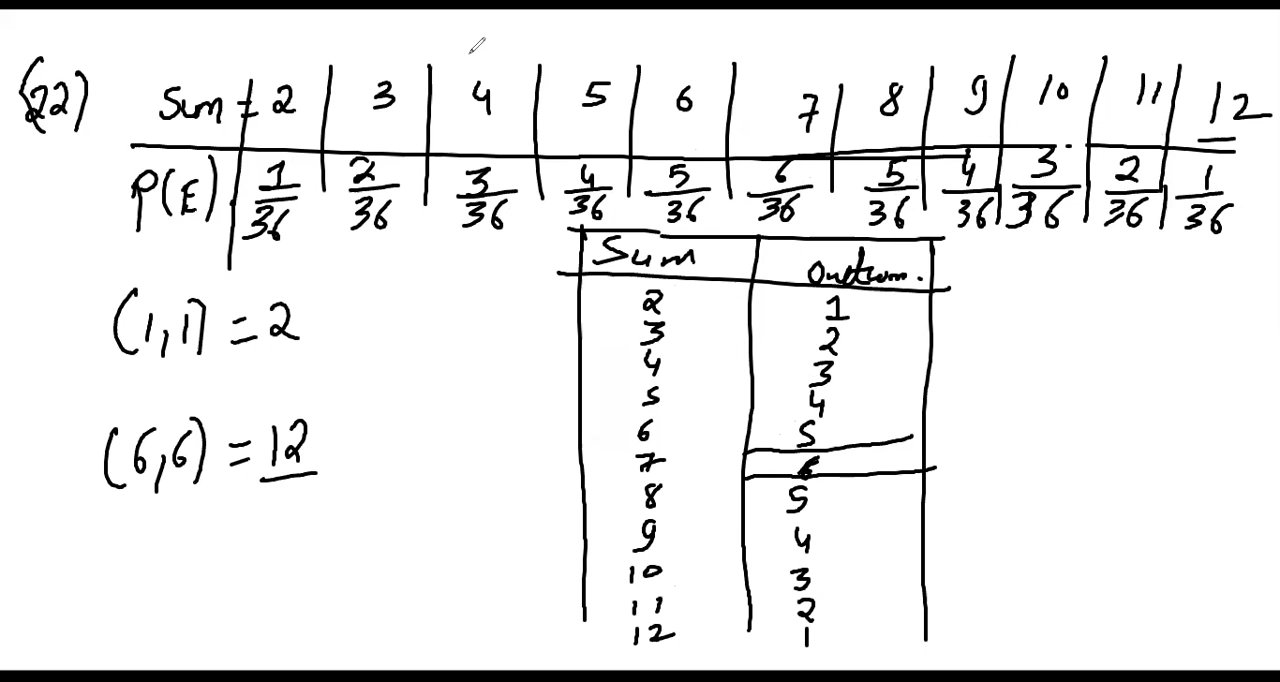 (22) Sum = 2 3 4 5 6 7 8 9 10 11 12
P(E) 1/36 2/36 3/36 4/36 5/36 6/36 5/36 4/36 3/36 2/36 1/36
(1,1) = 2
(6,6) = 12
Sum
2 1
3 2
4 3
5 4
6 5
7 6
8 5
9 4
10 3
11 2
12 1